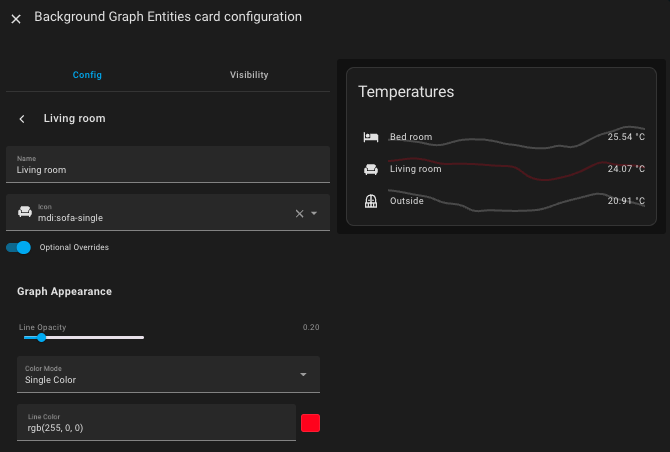 Background Graph Entities card configuration
Config
Visibility
Living room
Name
Living room
Icon
mdi:sofa-single
Optional Overrides
Graph Appearance
Line Opacity
0.20
Color Mode
Single Color
Line Color
rgb(255, 0, 0)
Temperatures
Bed room
25.54 °C
Living room
24.07 °C
Outside
20.91 °C